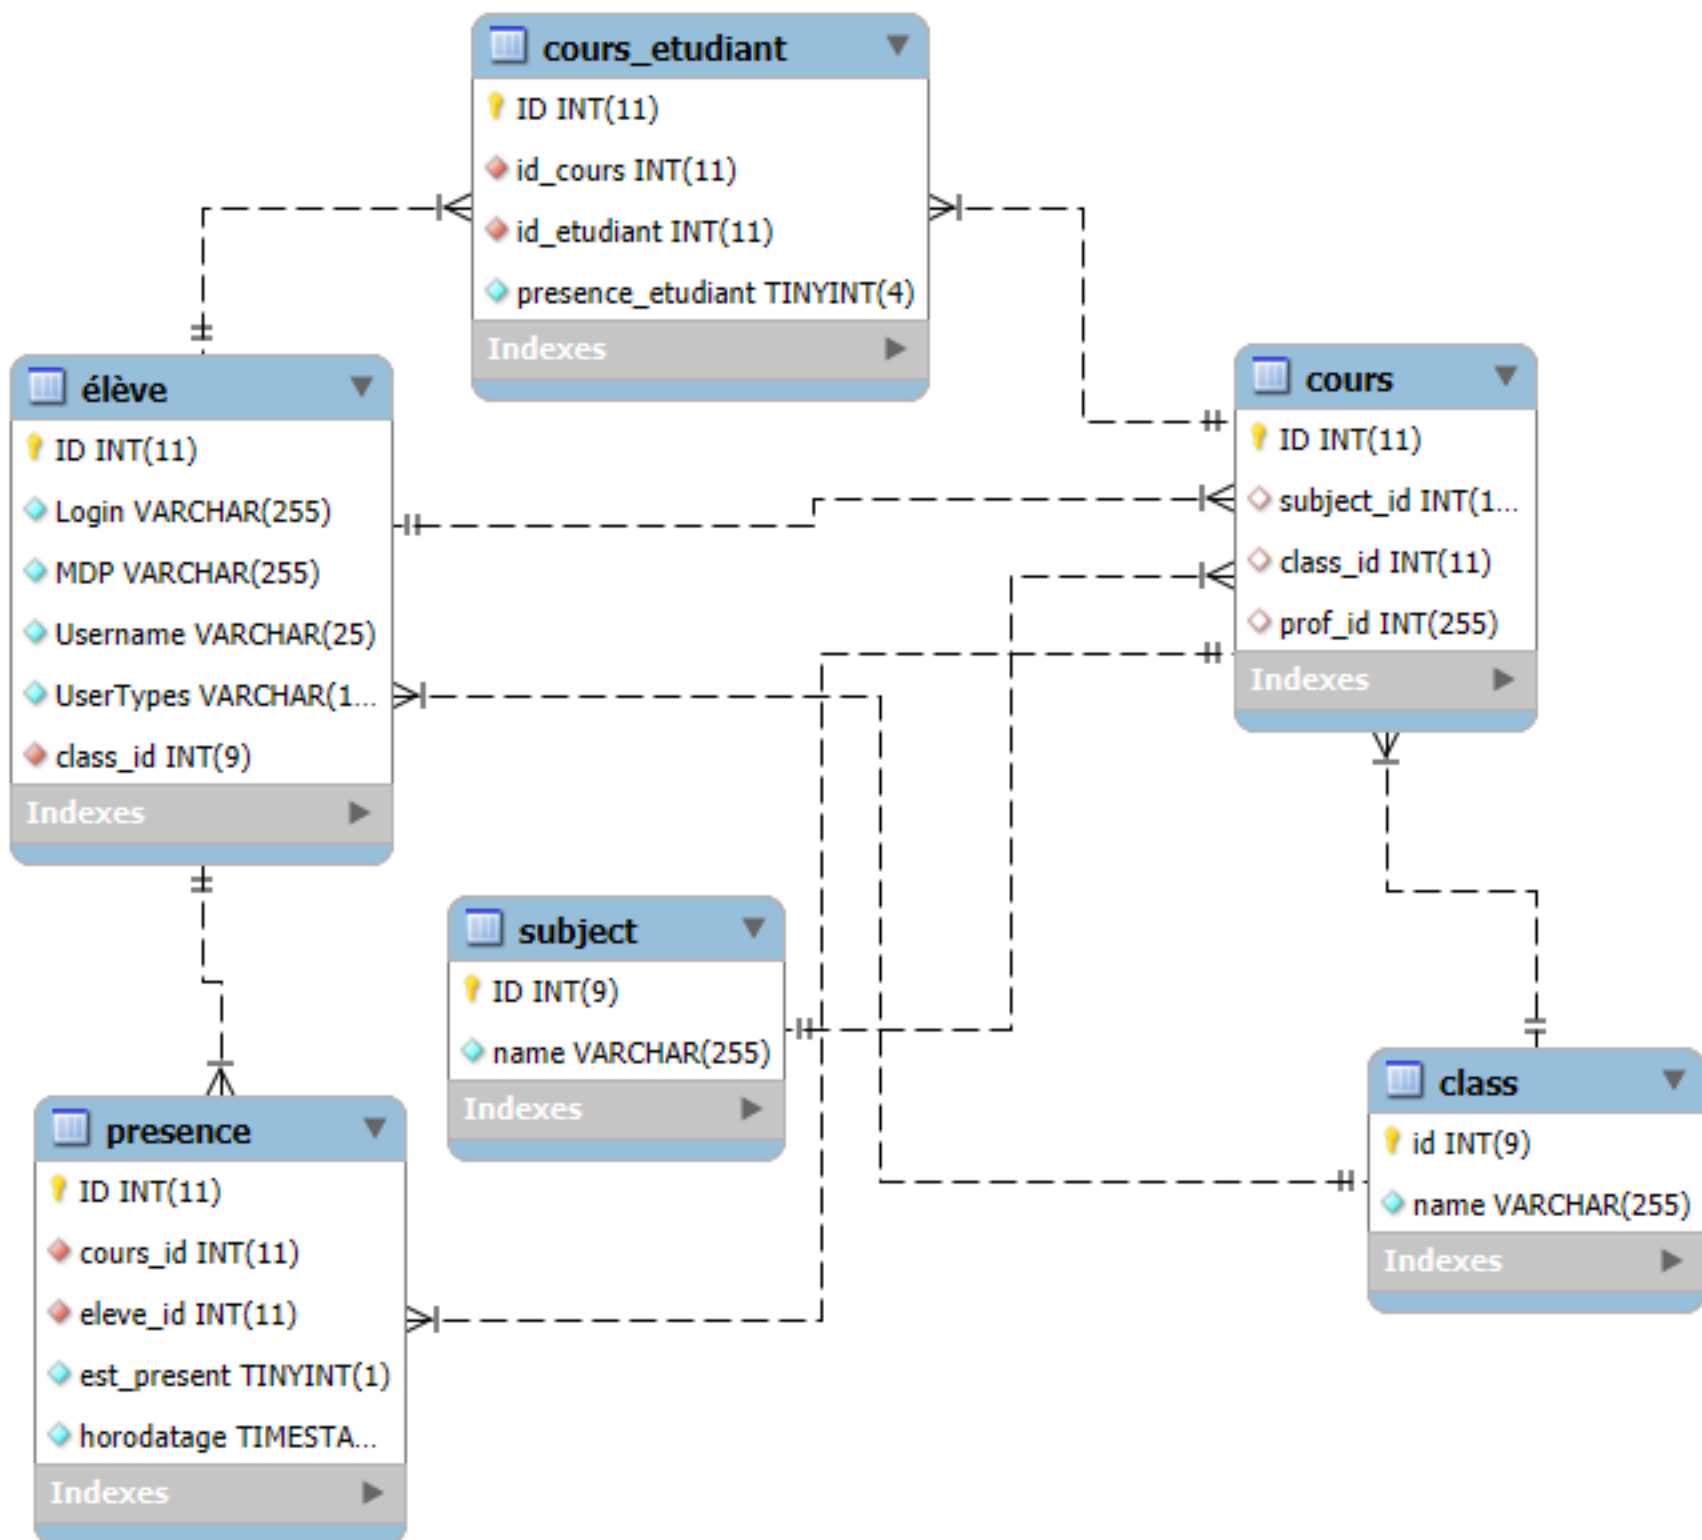 cours_etudiant
ID INT(11)
id_cours INT(11)
id_etudiant INT(11)
presence_etudiant TINYINT(4)
Indexes
élève
ID INT(11)
Login VARCHAR(255)
MDP VARCHAR(255)
Username VARCHAR(25)
UserTypes VARCHAR(1...
class_id INT(9)
Indexes
cours
ID INT(11)
subject_id INT(1...
class_id INT(11)
prof_id INT(255)
Indexes
subject
ID INT(9)
name VARCHAR(255)
Indexes
class
id INT(9)
name VARCHAR(255)
Indexes
presence
ID INT(11)
cours_id INT(11)
eleve_id INT(11)
est_present TINYINT(1)
horodatage TIMESTA...
Indexes